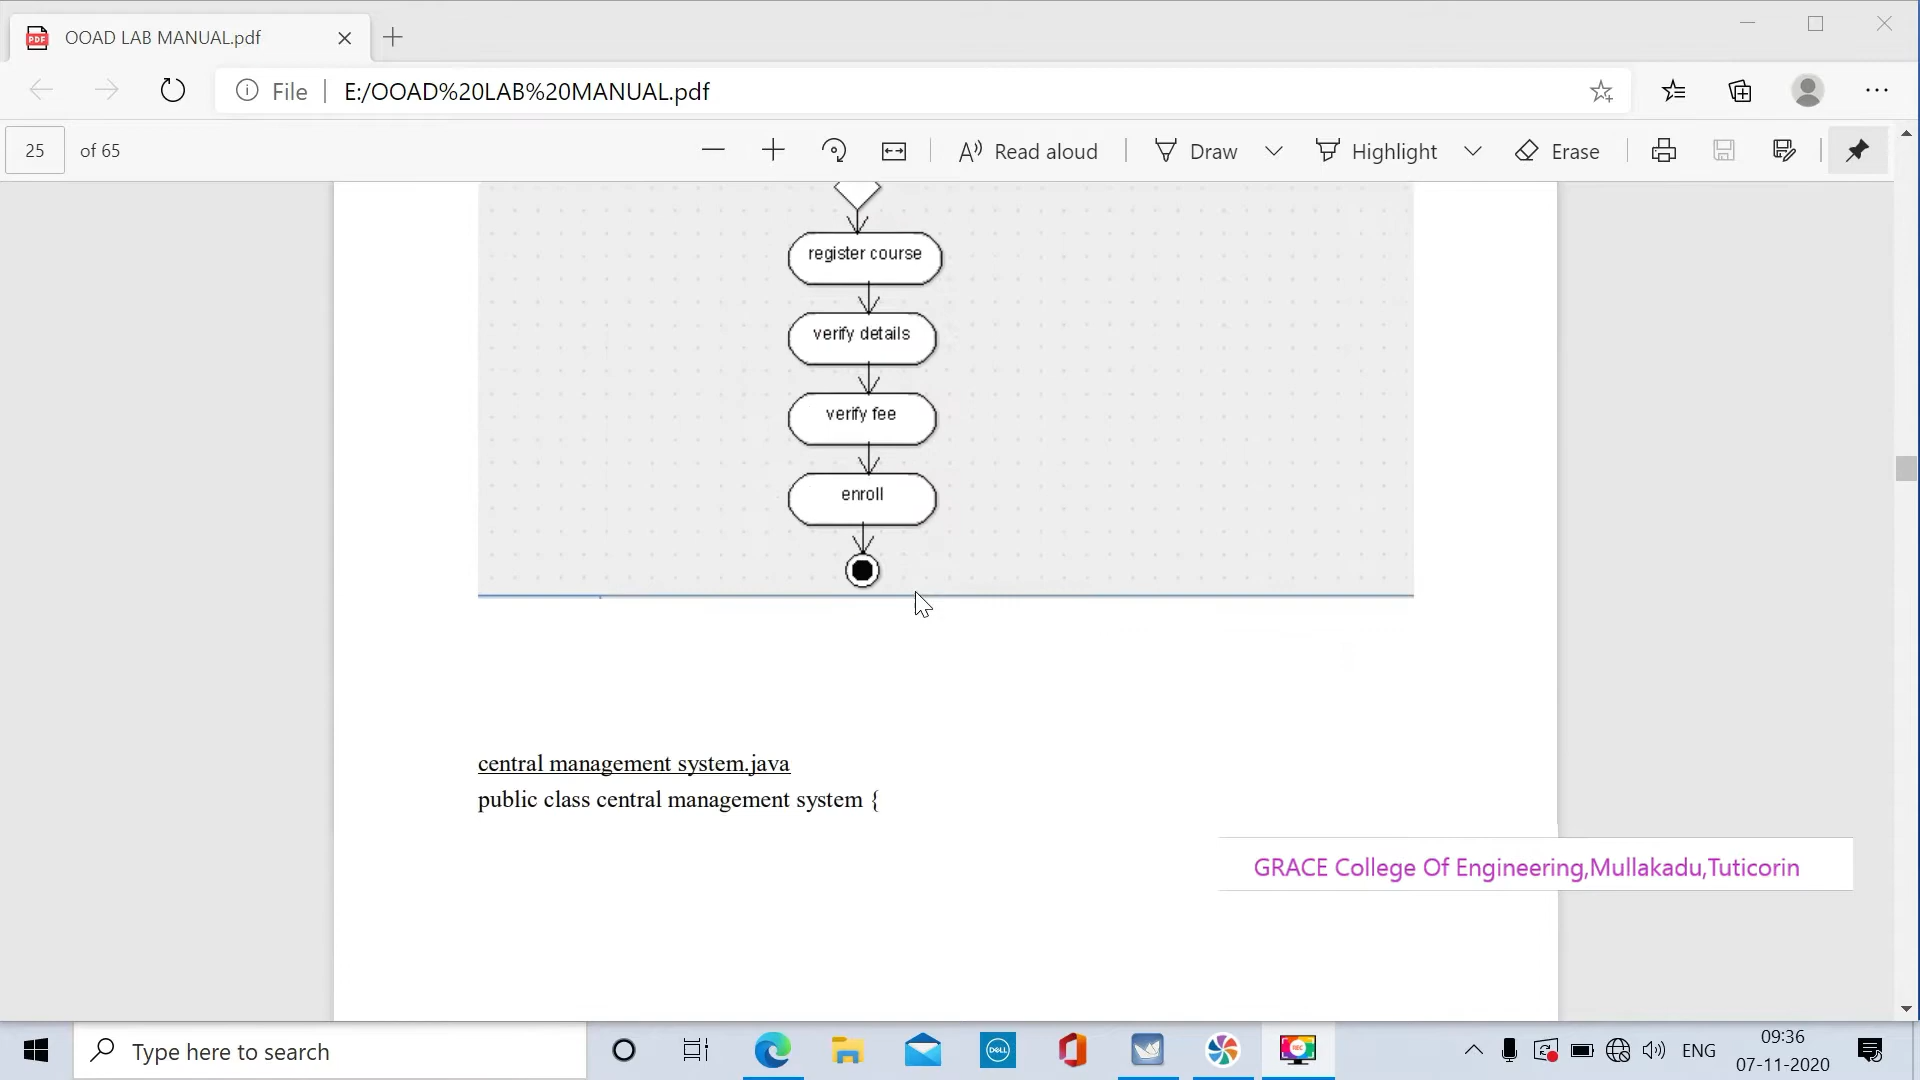 OOAD LAB MANUAL.pdf
File
E:/OOAD%20LAB%20MANUAL.pdf
25 of 65
Read aloud
Draw
Highlight
Erase
register course
verify details
verify fee
enroll
central management system.java
public class central management system {
GRACE College Of Engineering,Mullakadu,Tuticorin
Type here to search
DELL
REC
ENG
09:36
07-11-2020